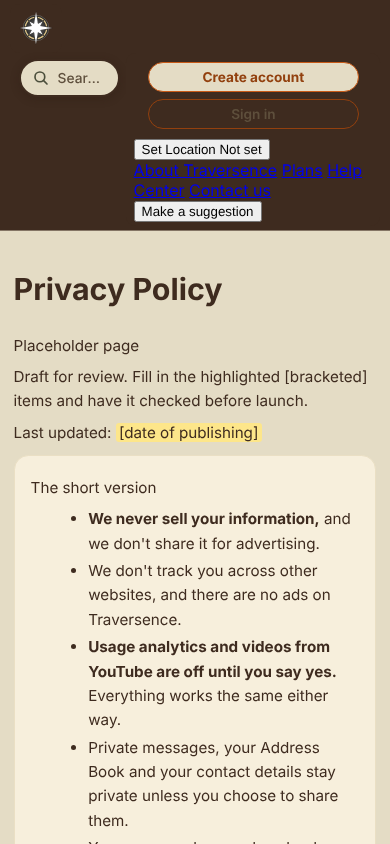 Sear...
Create account
Sign in
Set Location Not set
About Traversence Plans Help
Center Contact us
Make a suggestion
Privacy Policy
Placeholder page
Draft for review. Fill in the highlighted [bracketed]
items and have it checked before launch.
Last updated: [date of publishing]
The short version
• We never sell your information, and
we don't share it for advertising.
• We don't track you across other
websites, and there are no ads on
Traversence.
• Usage analytics and videos from
YouTube are off until you say yes.
Everything works the same either
way.
• Private messages, your Address
Book and your contact details stay
private unless you choose to share
them.